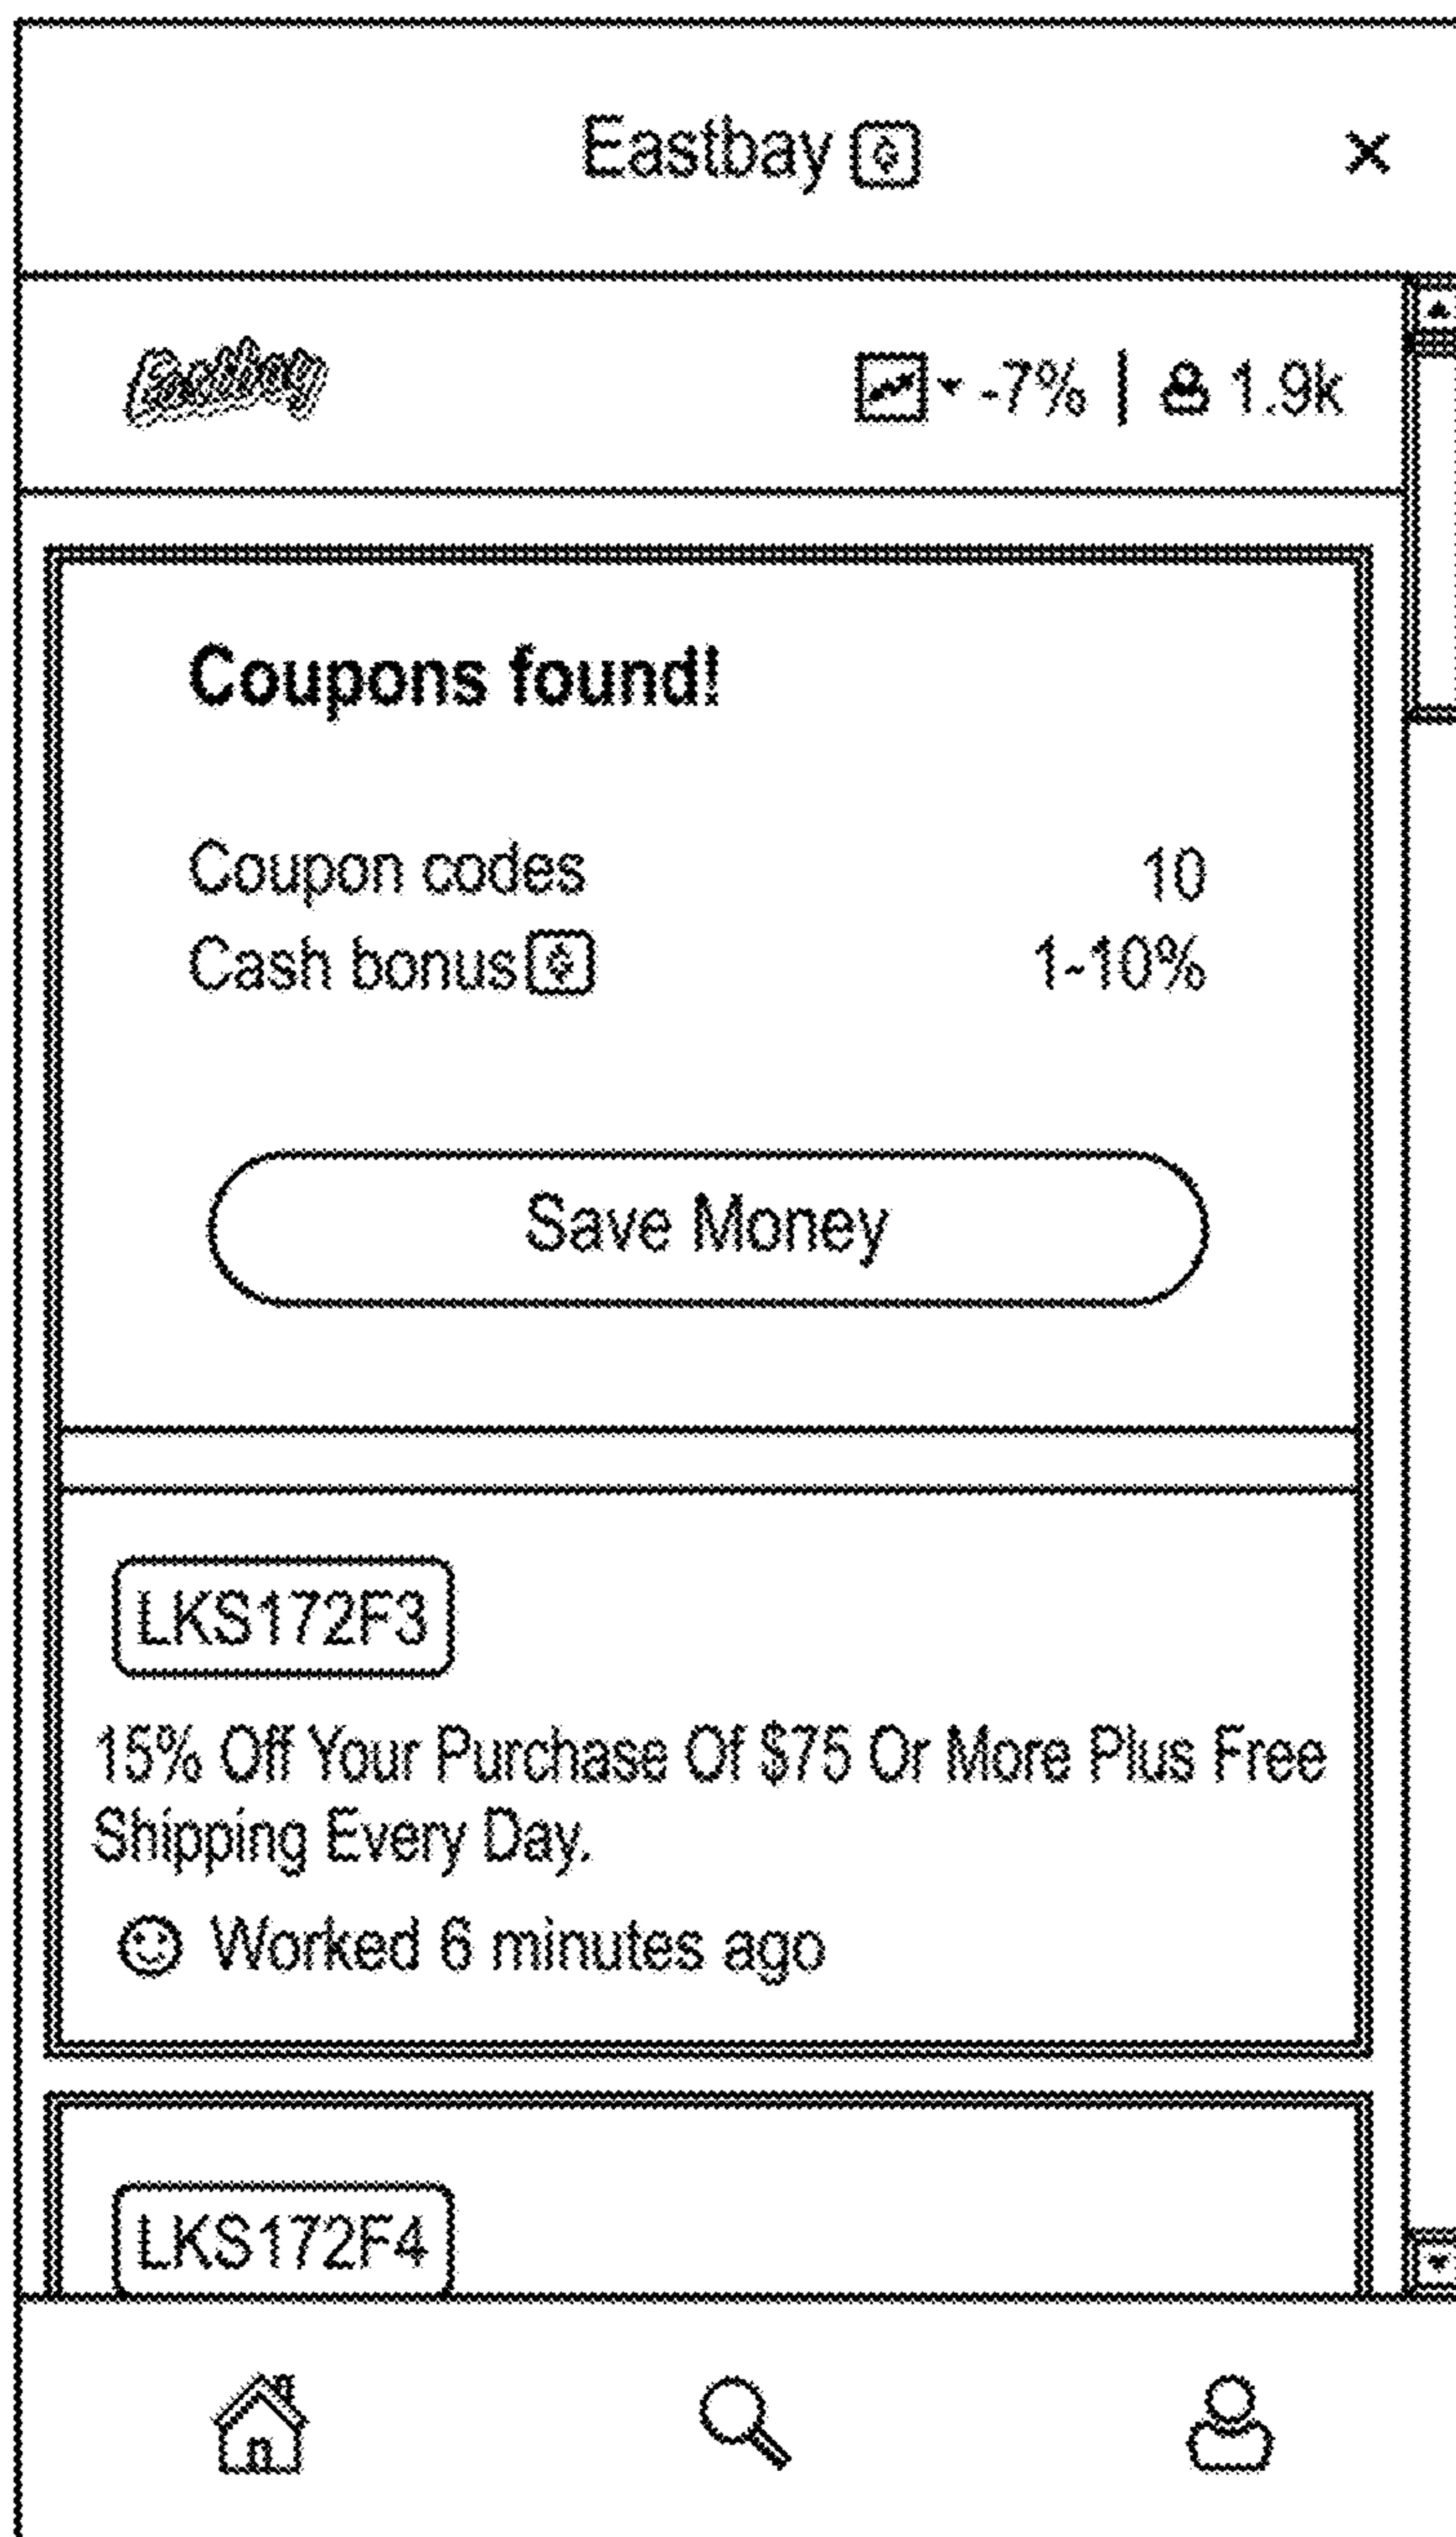 Eastbay
Eastbay
-7% | 1.9k
Coupons found!
Coupon codes 10
Cash bonus 1-10%
Save Money
LKS172F3
15% Off Your Purchase Of $75 Or More Plus Free
Shipping Every Day.
Worked 6 minutes ago
LKS172F4